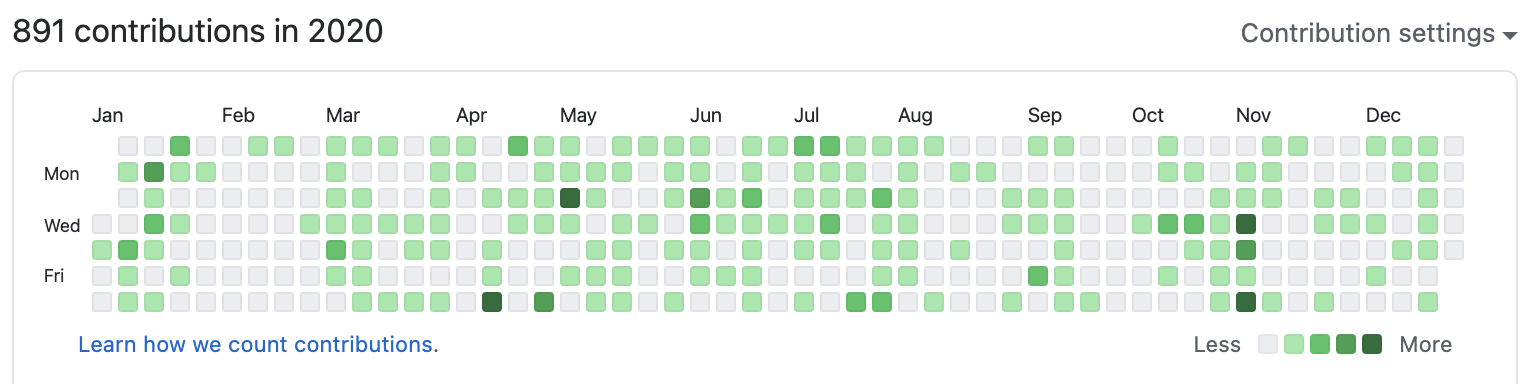 891 contributions in 2020
Contribution settings
Jan Feb Mar Apr May Jun Jul Aug Sep Oct Nov Dec
Mon
Wed
Fri
Learn how we count contributions.
Less More